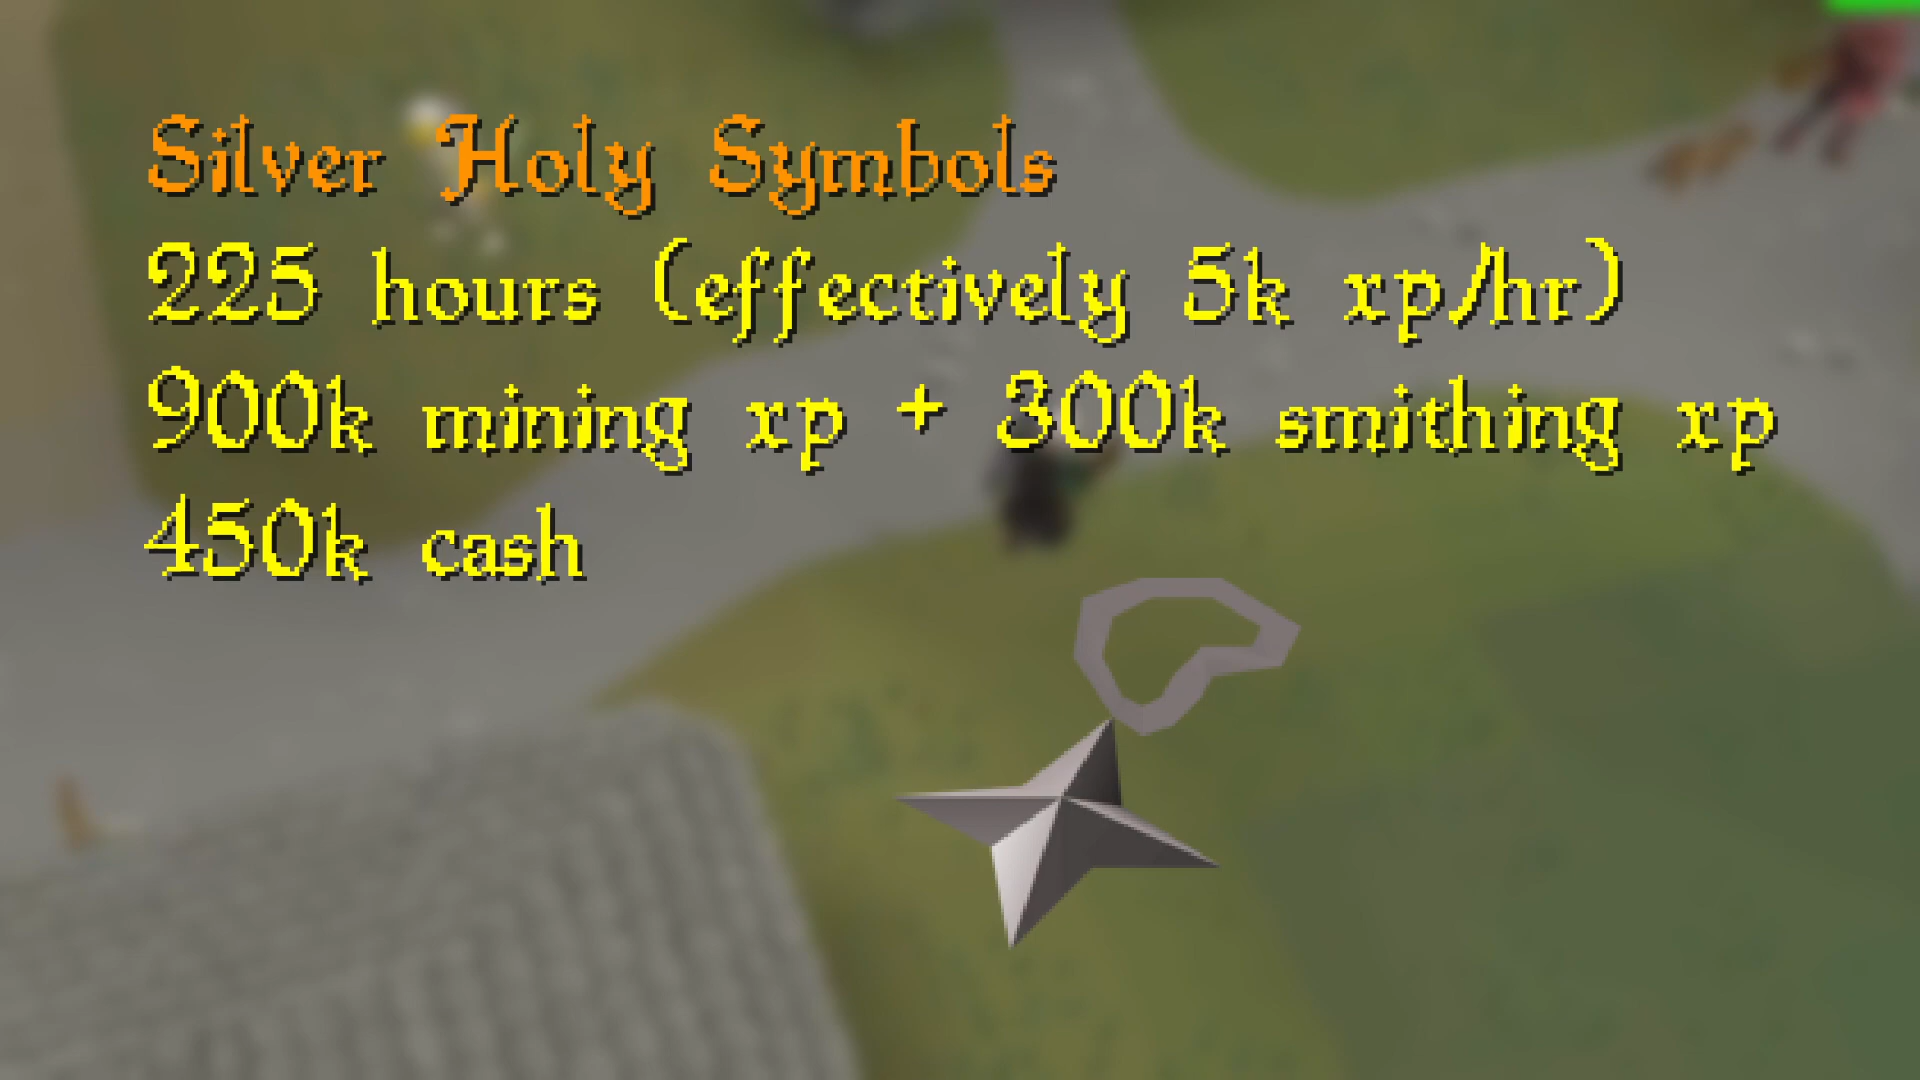 Silver Holy Symbols
225 hours (effectively 5k xp/hr)
900k mining xp + 300k smithing xp
450k cash